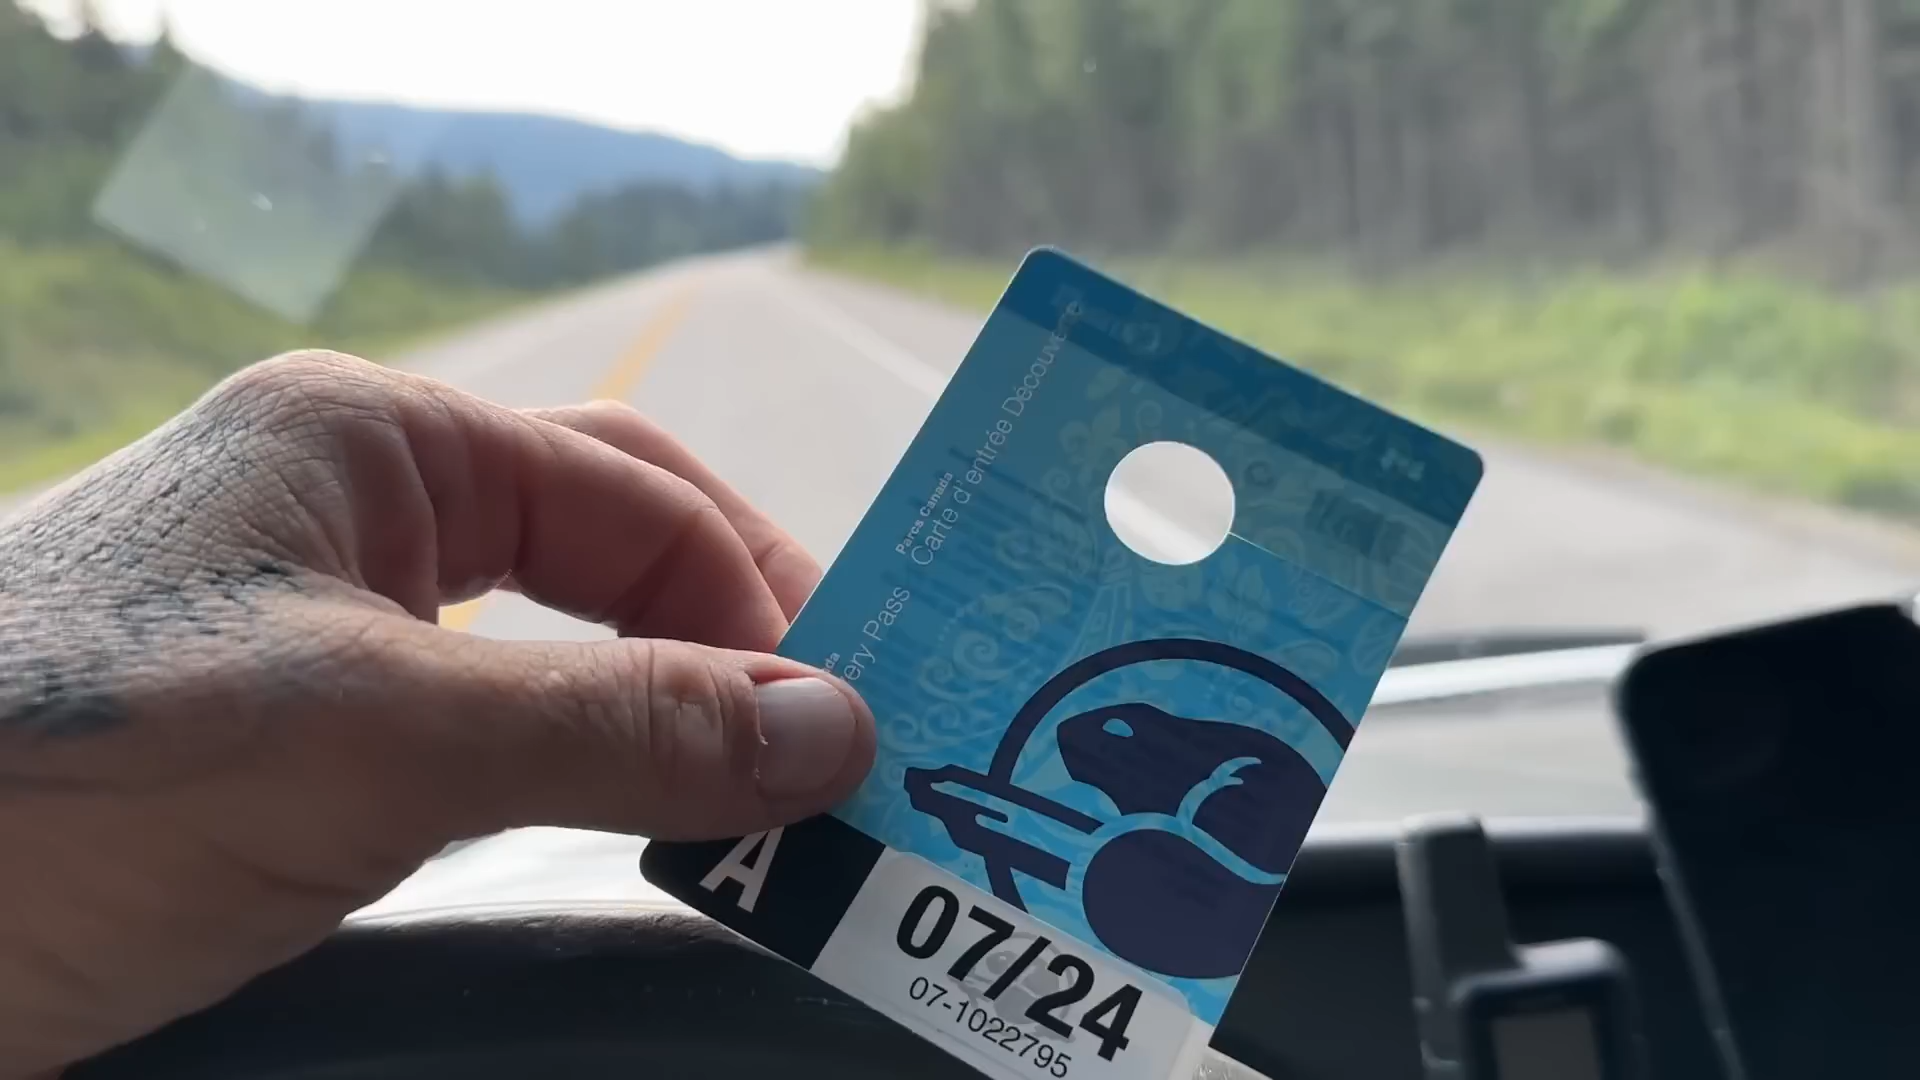 Parcs Canada
Carte d'entrée Découverte
ery Pass
A
07/24
07-1022795